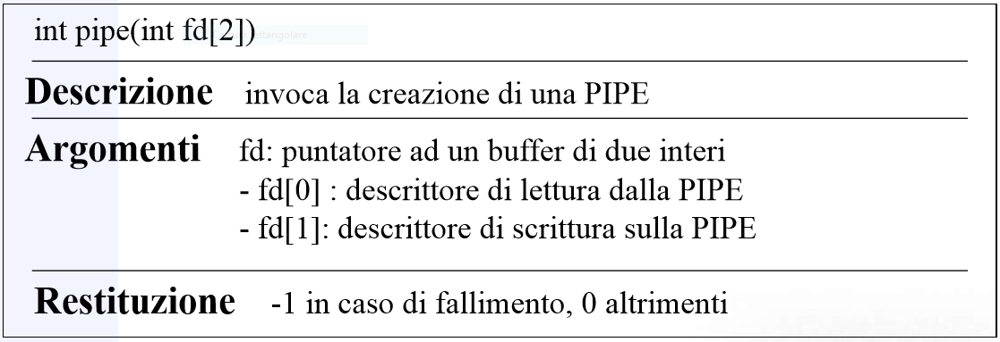 int pipe(int fd[2])
Descrizione invoca la creazione di una PIPE
Argomenti fd: puntatore ad un buffer di due interi
- fd[0] : descrittore di lettura dalla PIPE
- fd[1]: descrittore di scrittura sulla PIPE
Restituzione -1 in caso di fallimento, 0 altrimenti